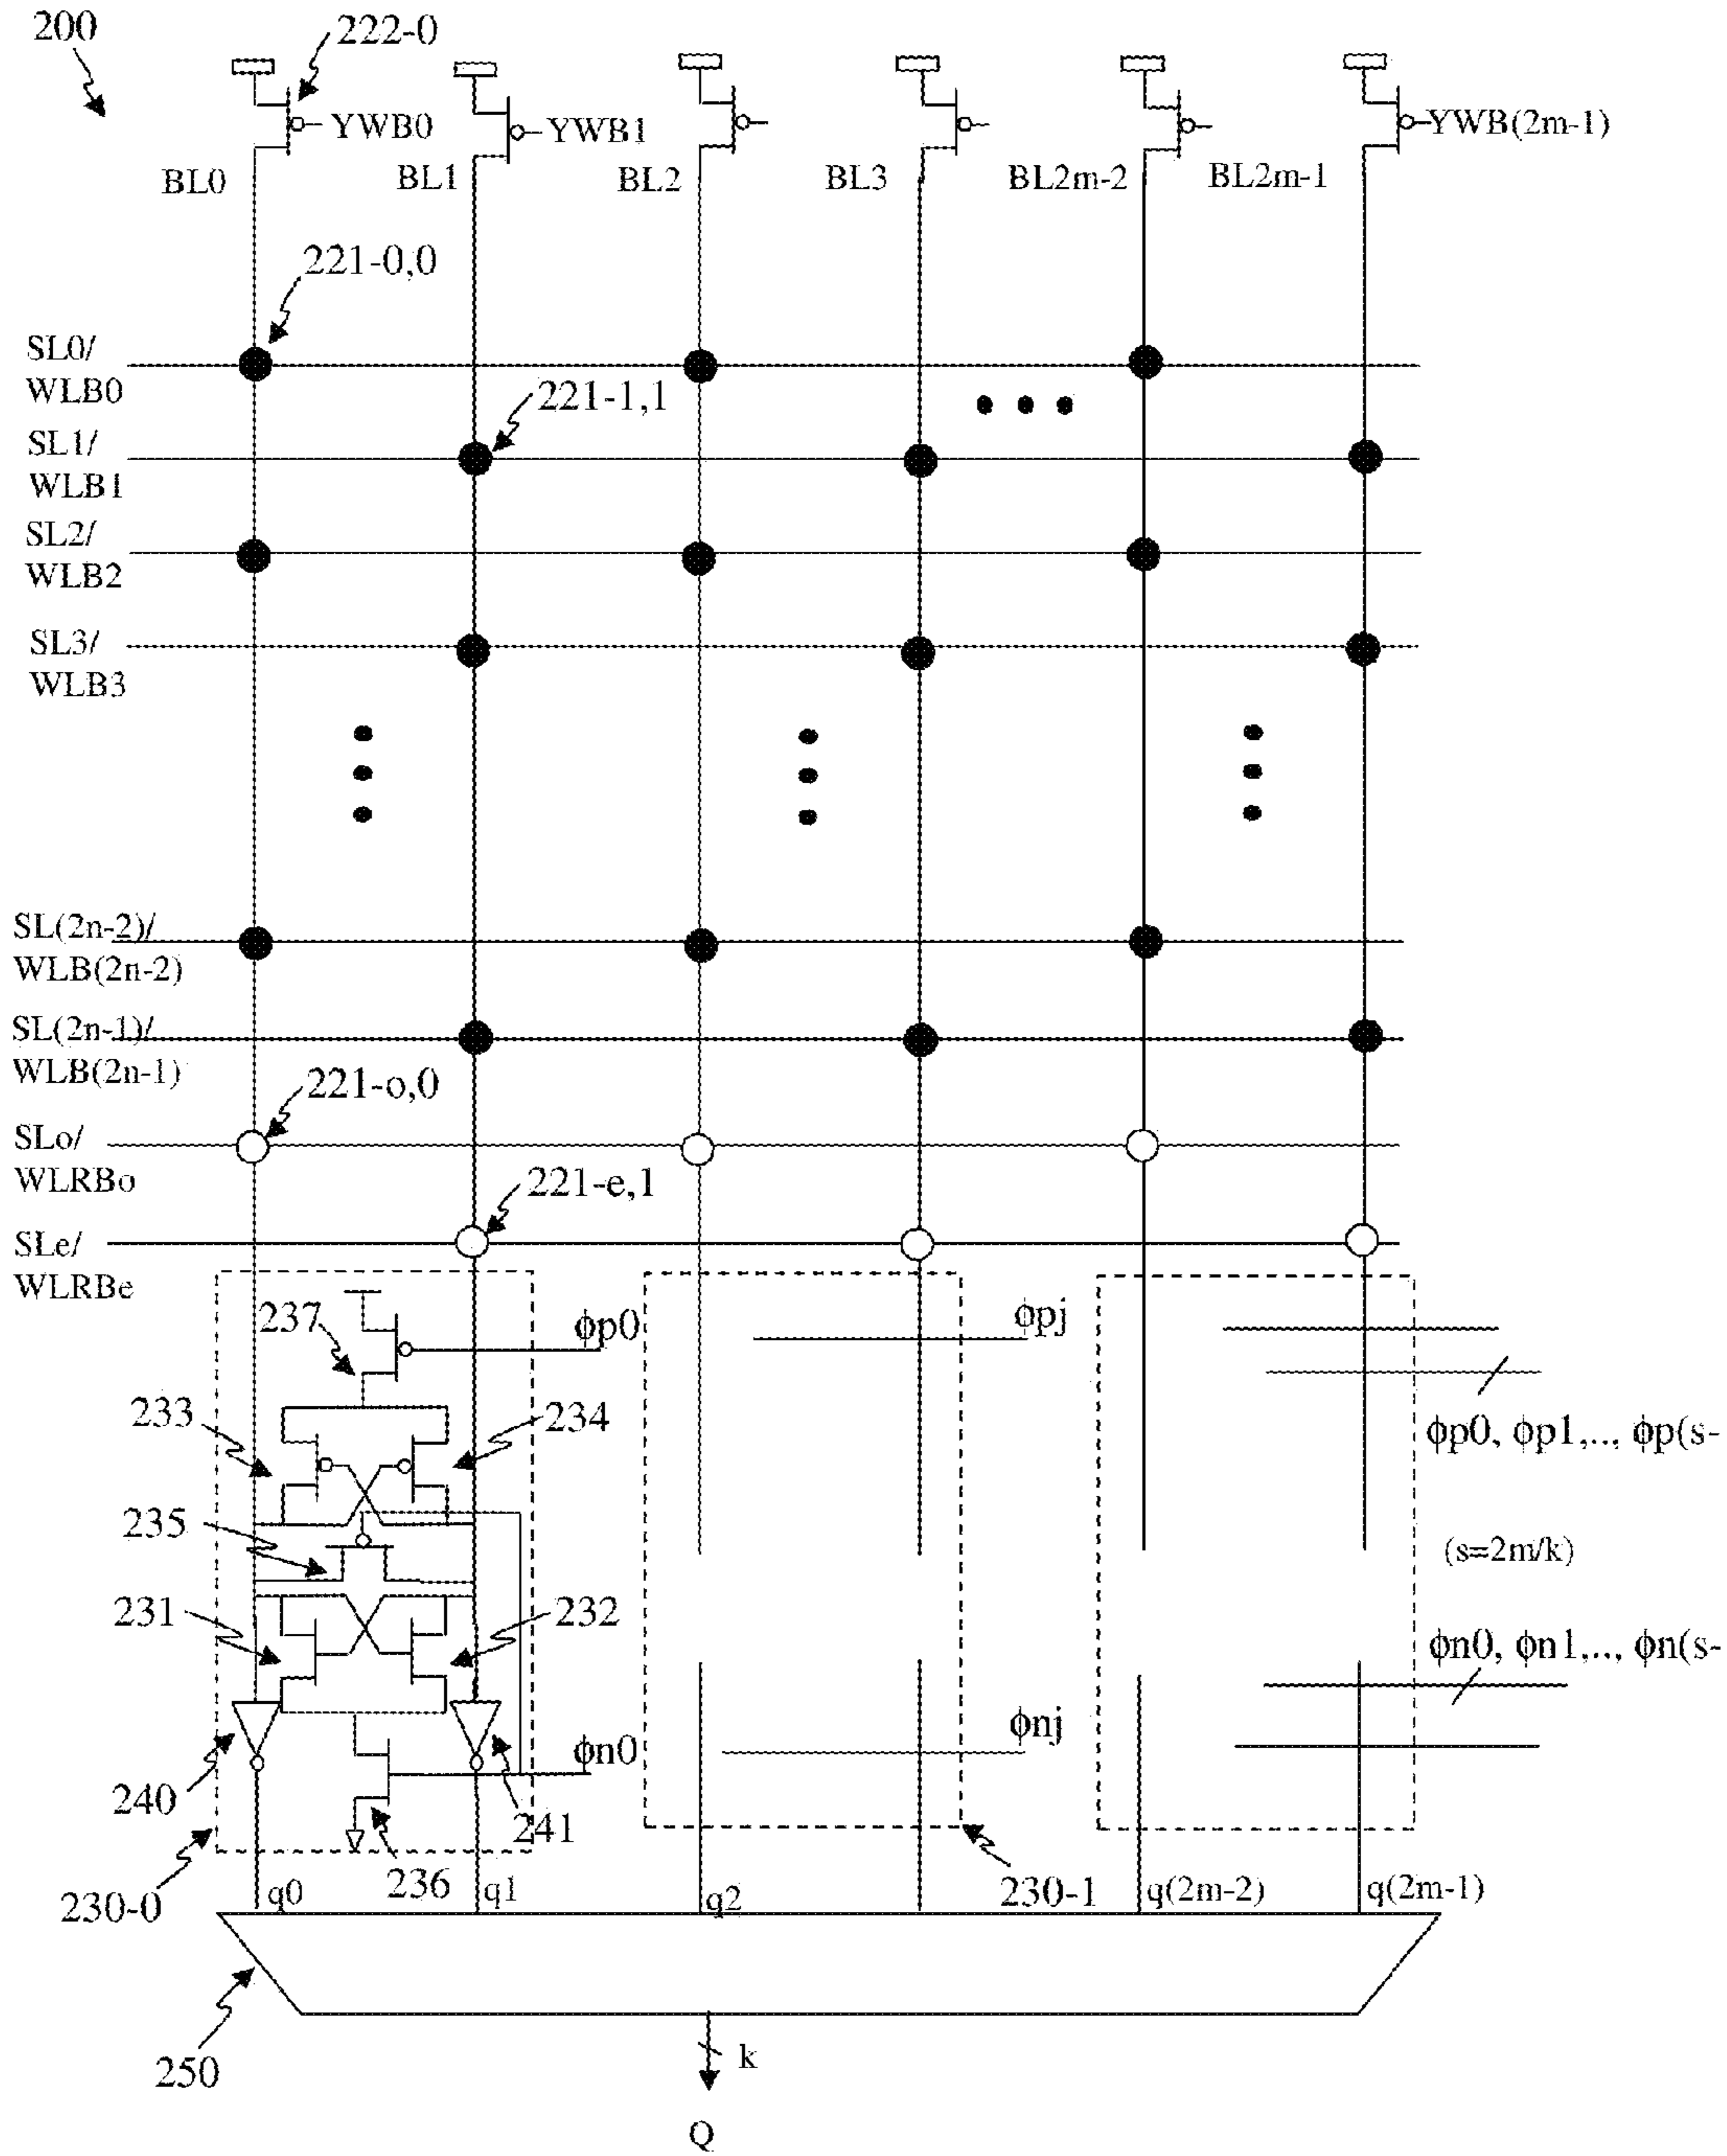 200
222-0
YWB0
YWB1
YWB(2m-1)
BL0
BL1
BL2
BL3
BL2m-2
BL2m-1
221-0,0
SL0/
WLB0
221-1,1
SL1/
WLB1
SL2/
WLB2
SL3/
WLB3
SL(2n-2)/
WLB(2n-2)
SL(2n-1)/
WLB(2n-1)
221-o,0
SLo/
WLRBo
221-e,1
SLe/
WLRBe
237
ϕp0
ϕpj
233
234
ϕp0, ϕp1,.., ϕp(s-
235
(s=2m/k)
231
232
ϕn0, ϕn1,.., ϕn(s-
ϕn0
ϕnj
240
241
236
230-0
q0
q1
q2
230-1
q(2m-2)
q(2m-1)
250
k
Q